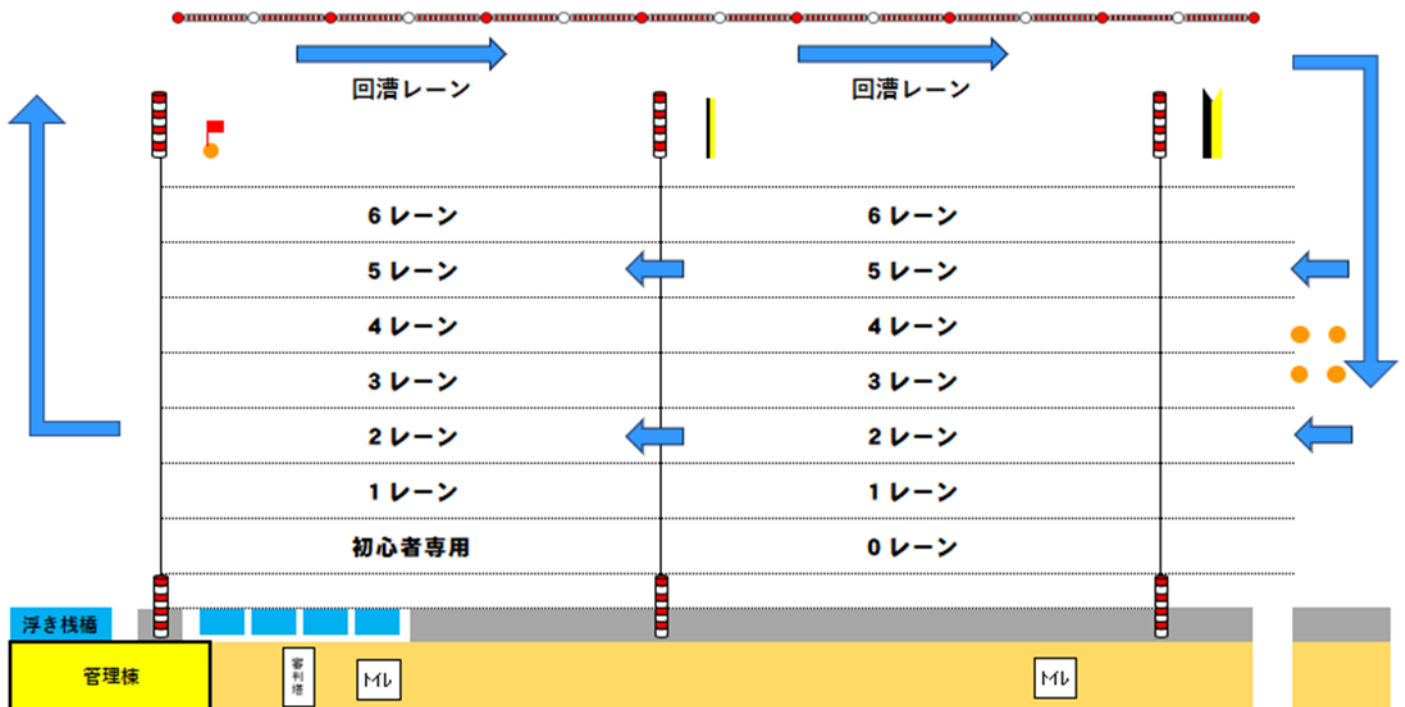 回漕レーン 回漕レーン
6 レーン 6 レーン
5 レーン 5 レーン
4 レーン 4 レーン
3 レーン 3 レーン
2 レーン 2 レーン
1 レーン 1 レーン
初心者専用 0 レーン
浮き桟橋
管理棟
審判塔
トイレ
トイレ